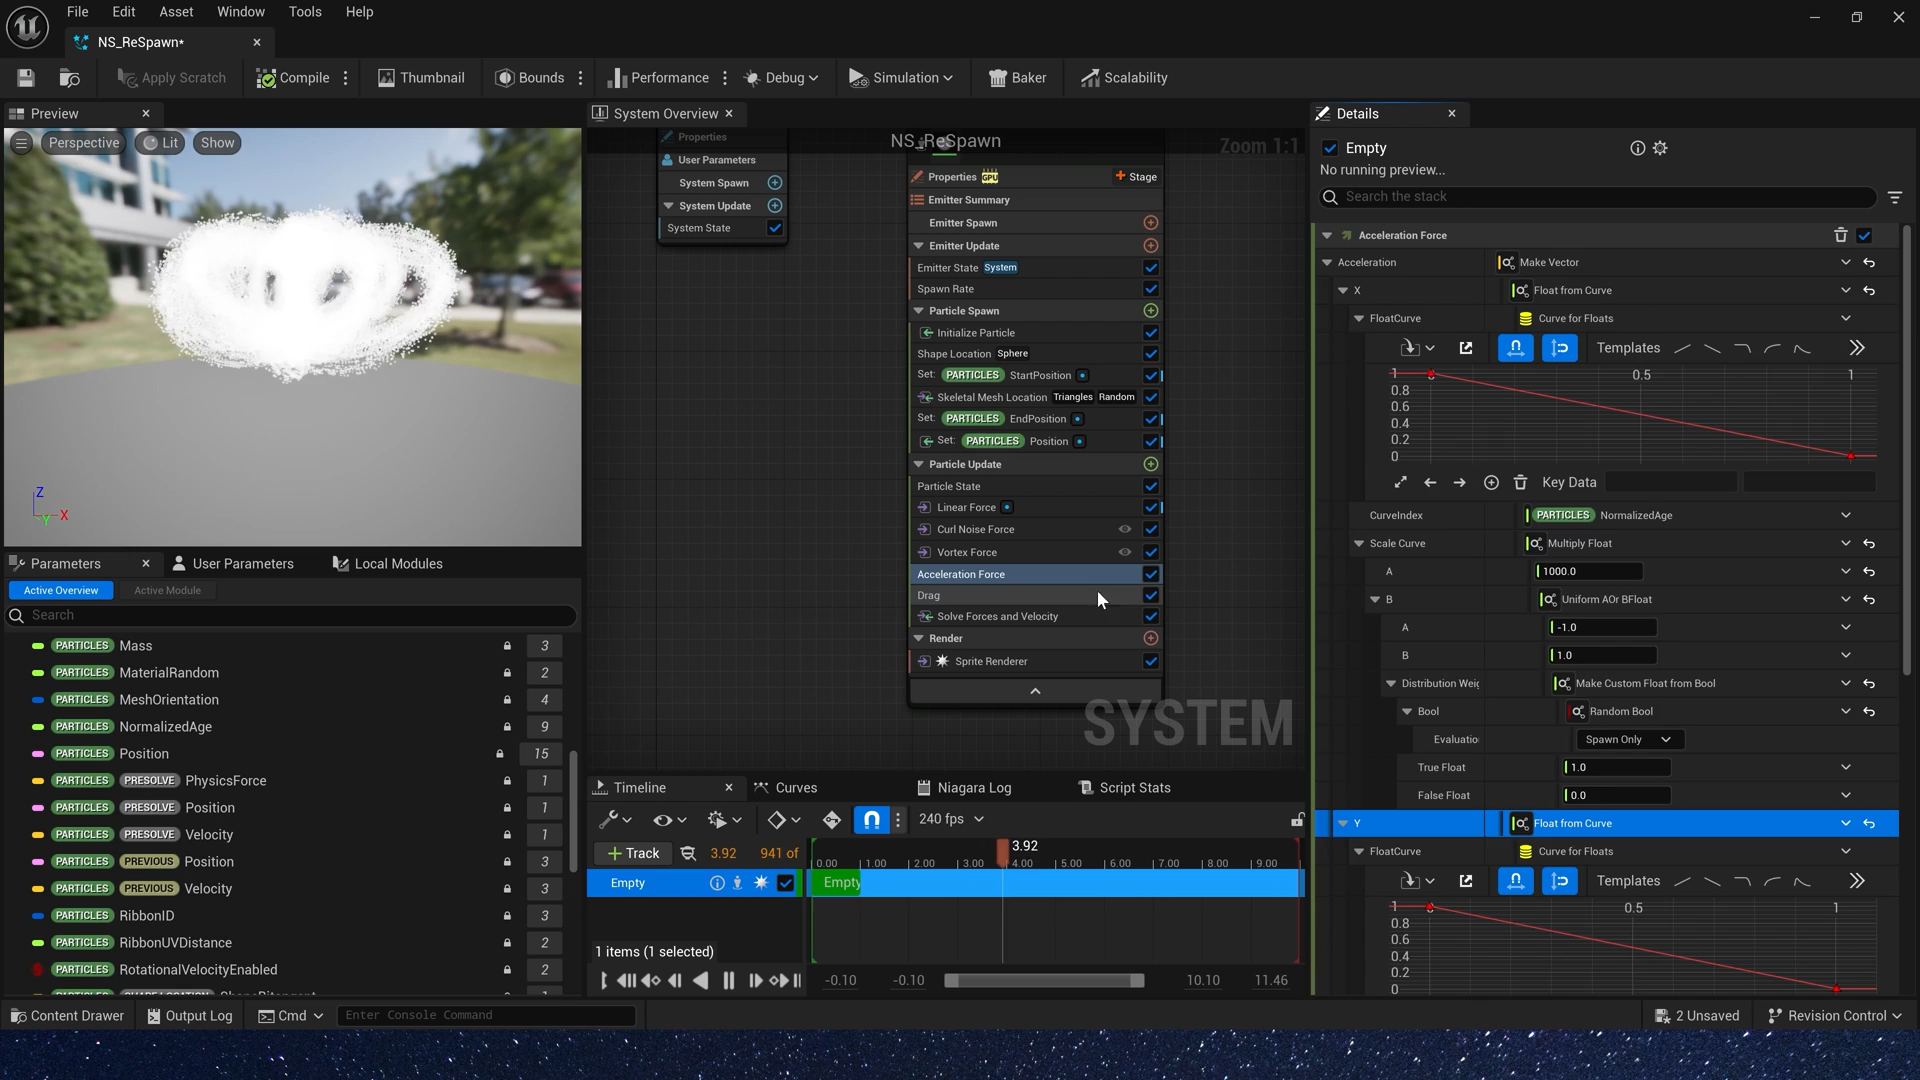 File Edit Asset Window Tools Help
NS_ReSpawn*
Apply Scratch Compile Thumbnail Bounds Performance Debug Simulation Baker Scalability
Preview
Perspective Lit Show
Z
Y X
Parameters User Parameters Local Modules
Active Overview Active Module
Search
PARTICLES Mass 3
PARTICLES MaterialRandom 2
PARTICLES MeshOrientation 4
PARTICLES NormalizedAge 9
PARTICLES Position 15
PARTICLES PRESOLVE PhysicsForce 1
PARTICLES PRESOLVE Position 1
PARTICLES PRESOLVE Velocity 1
PARTICLES PREVIOUS Position 3
PARTICLES PREVIOUS Velocity 3
PARTICLES RibbonID 3
PARTICLES RibbonUVDistance 2
PARTICLES RotationalVelocityEnabled 2
System Overview
NS_ReSpawn
Zoom 1:1
Properties
User Parameters
System Spawn
System Update
System State
Properties GPU Stage
Emitter Summary
Emitter Spawn
Emitter Update
Emitter State System
Spawn Rate
Particle Spawn
Initialize Particle
Shape Location Sphere
Set: PARTICLES StartPosition
Skeletal Mesh Location Triangles Random
Set: PARTICLES EndPosition
Set: PARTICLES Position
Particle Update
Particle State
Linear Force
Curl Noise Force
Vortex Force
Acceleration Force
Drag
Solve Forces and Velocity
Render
Sprite Renderer
SYSTEM
Timeline Curves Niagara Log Script Stats
240 fps
Track 3.92 941 of
3.92
0.00 1.00 2.00 3.00 4.00 5.00 6.00 7.00 8.00 9.00
Empty Empty
1 items (1 selected)
-0.10 -0.10 10.10 11.46
Details
Empty
No running preview...
Search the stack
Acceleration Force
Acceleration Make Vector
X Float from Curve
FloatCurve Curve for Floats
Templates
1 0.5 1
0.8
0.6
0.4
0.2
0
Key Data
CurveIndex PARTICLES NormalizedAge
Scale Curve Multiply Float
A 1000.0
B Uniform AOr BFloat
A -1.0
B 1.0
Distribution Weig Make Custom Float from Bool
Bool Random Bool
Evaluatio Spawn Only
True Float 1.0
False Float 0.0
Y Float from Curve
FloatCurve Curve for Floats
Templates
1 0.5 1
0.8
0.6
0.4
0.2
0
Content Drawer Output Log Cmd Enter Console Command 2 Unsaved Revision Control